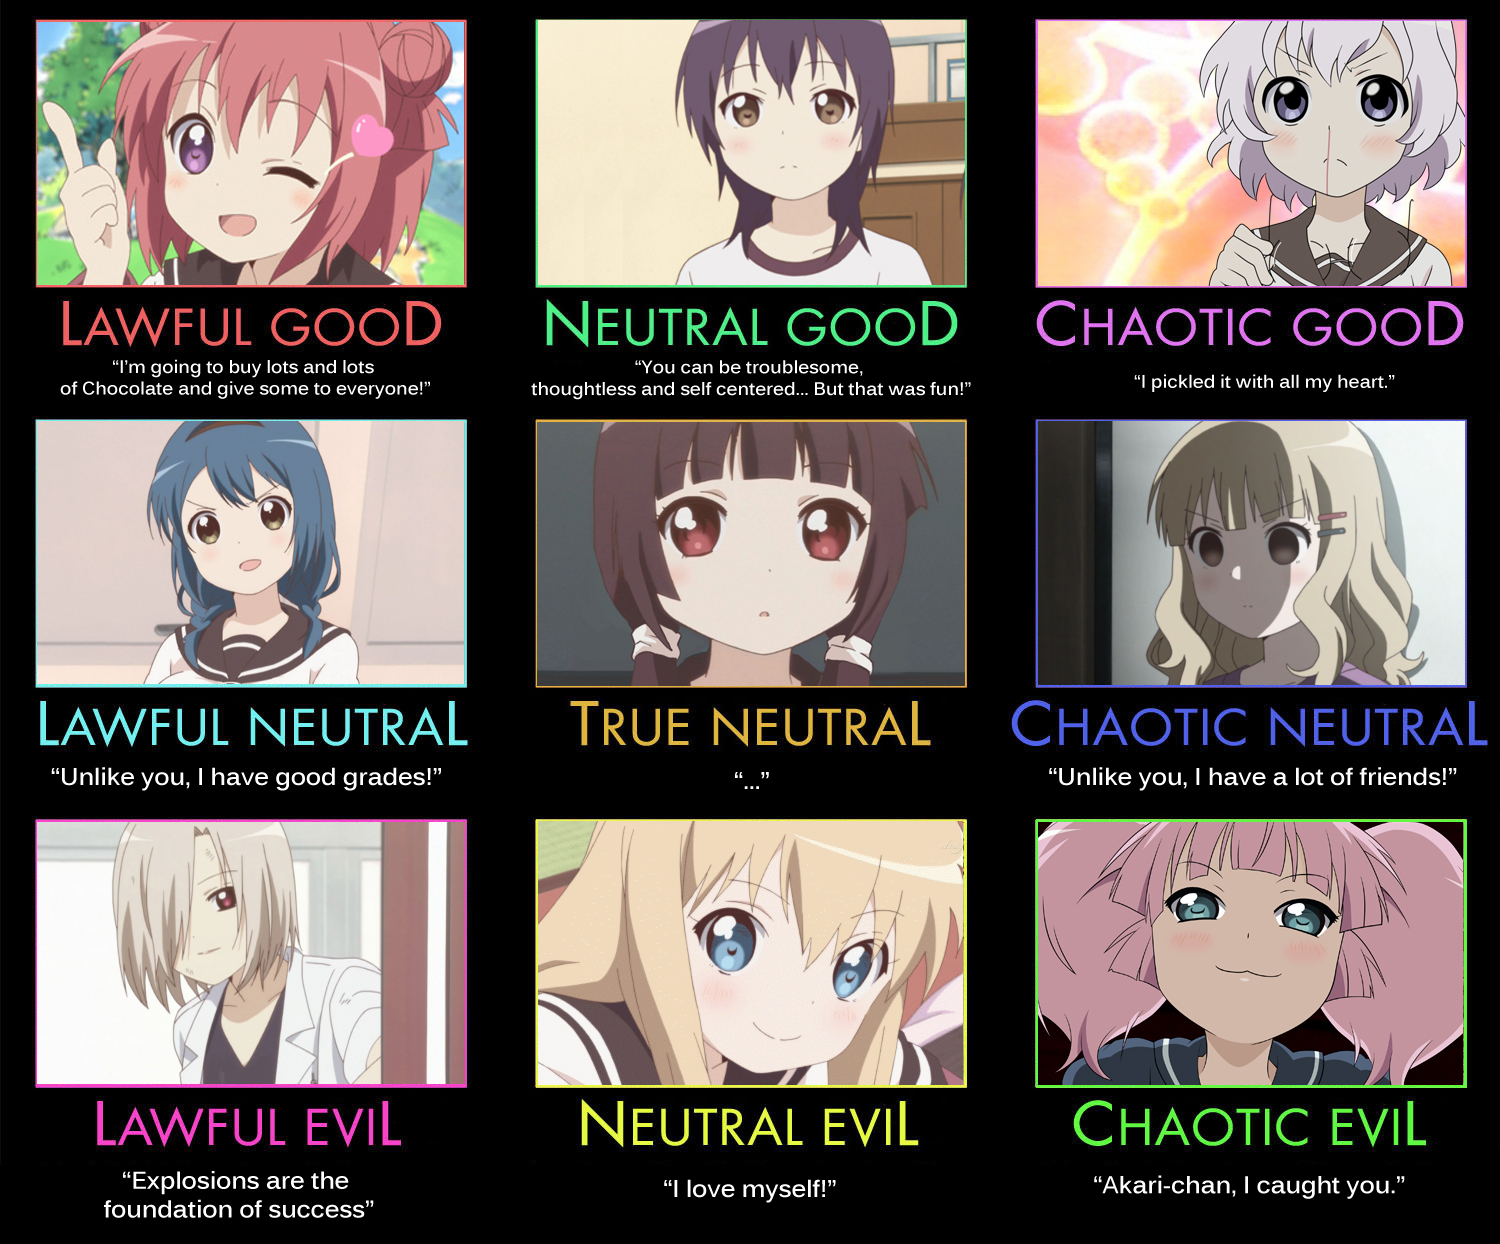 LAWFUL GOOD
“I’m going to buy lots and lots
of Chocolate and give some to everyone!”
NEUTRAL GOOD
“You can be troublesome,
thoughtless and self centered... But that was fun!”
CHAOTIC GOOD
“I pickled it with all my heart.”
LAWFUL NEUTRAL
“Unlike you, I have good grades!”
TRUE NEUTRAL
“...”
CHAOTIC NEUTRAL
“Unlike you, I have a lot of friends!”
LAWFUL EVIL
“Explosions are the
foundation of success”
NEUTRAL EVIL
“I love myself!”
CHAOTIC EVIL
“Akari-chan, I caught you.”